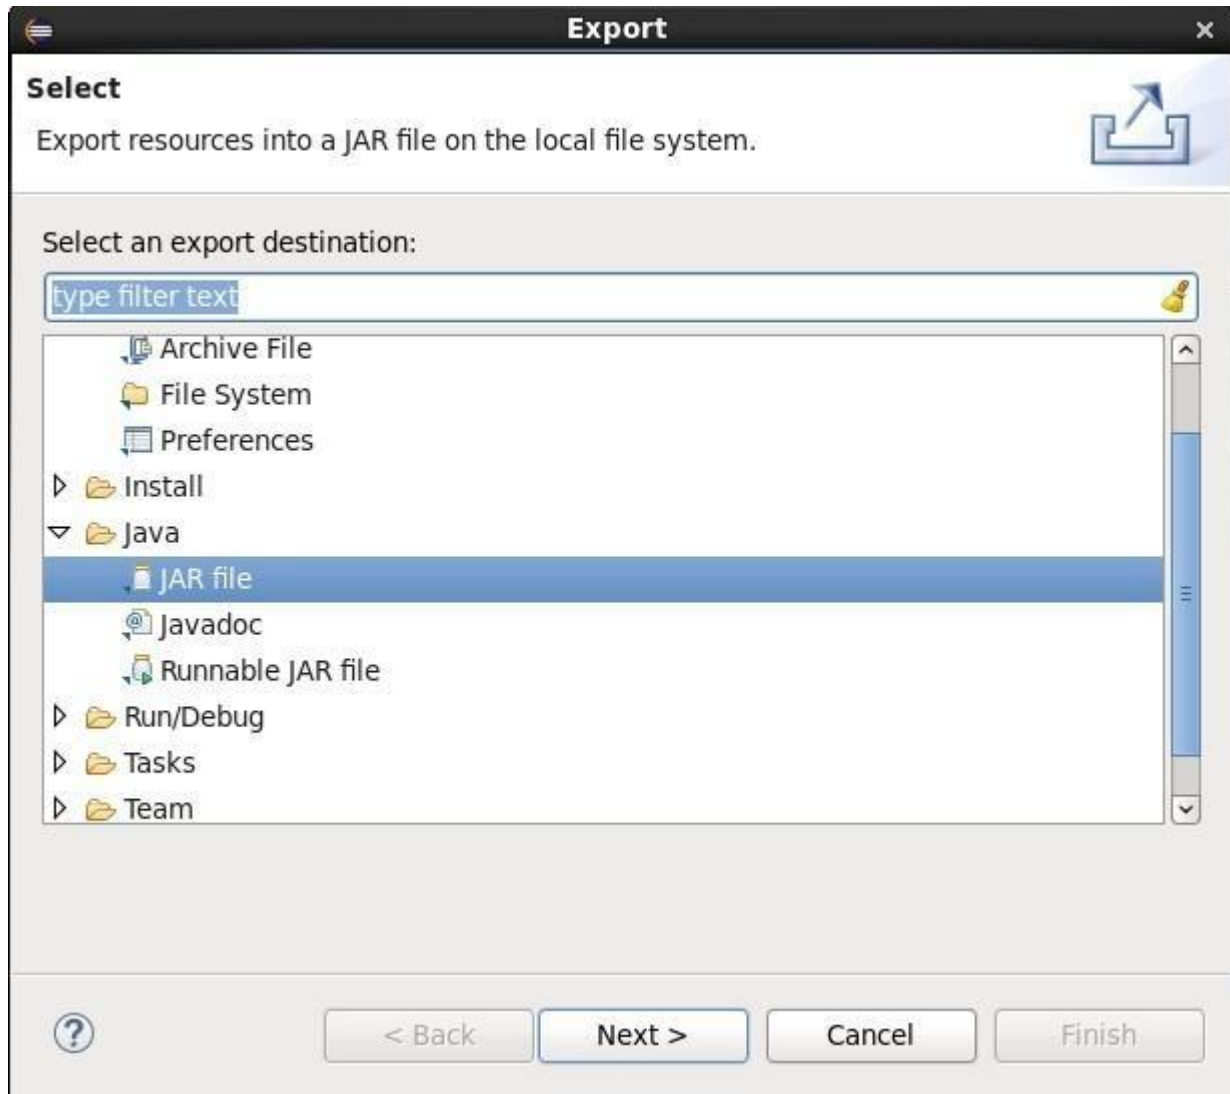 Export
Select
Export resources into a JAR file on the local file system.
Select an export destination:
type filter text
Archive File
File System
Preferences
Install
Java
JAR file
Javadoc
Runnable JAR file
Run/Debug
Tasks
Team
< Back Next > Cancel Finish